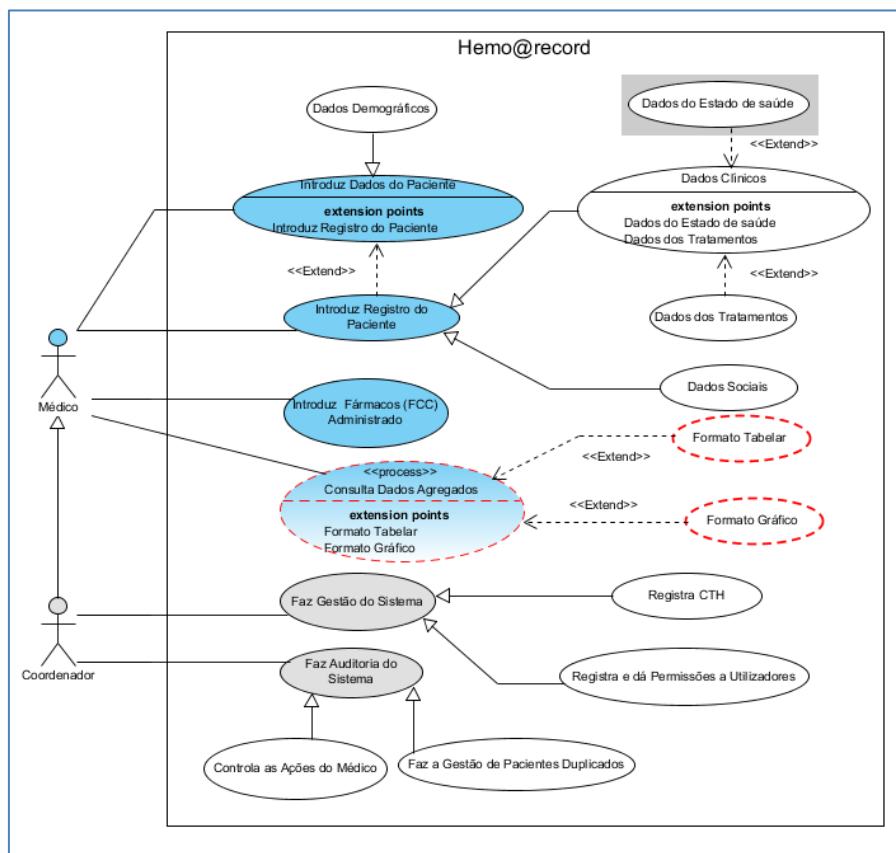 Hemo@record
Dados Demográficos
Dados do Estado de saúde
<<Extend>>
Introduz Dados do Paciente
extension points
Introduz Registro do Paciente
Dados Clinicos
extension points
Dados do Estado de saúde
Dados dos Tratamentos
<<Extend>>
<<Extend>>
Introduz Registro do
Paciente
Dados dos Tratamentos
Médico
Dados Sociais
Introduz Fármacos (FCC)
Administrado
Formato Tabelar
<<Extend>>
<<process>>
Consulta Dados Agregados
extension points
Formato Tabelar
Formato Gráfico
<<Extend>>
Formato Gráfico
Faz Gestão do Sistema
Registra CTH
Coordenador
Faz Auditoria do
Sistema
Registra e dá Permissões a Utilizadores
Controla as Ações do Médico
Faz a Gestão de Pacientes Duplicados